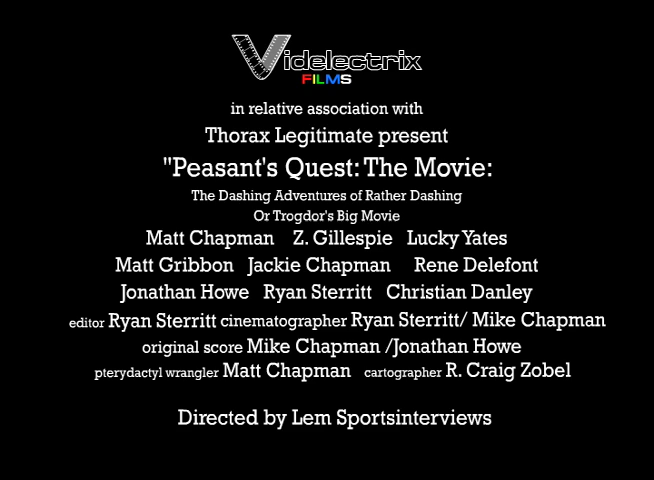 Videlectrix
FILMS
in relative association with
Thorax Legitimate present
"Peasant's Quest: The Movie:
The Dashing Adventures of Rather Dashing
Or Trogdor's Big Movie
Matt Chapman Z. Gillespie Lucky Yates
Matt Gribbon Jackie Chapman Rene Delefont
Jonathan Howe Ryan Sterritt Christian Danley
editor Ryan Sterritt cinematographer Ryan Sterritt/ Mike Chapman
original score Mike Chapman /Jonathan Howe
pterydactyl wrangler Matt Chapman cartographer R. Craig Zobel
Directed by Lem Sportsinterviews